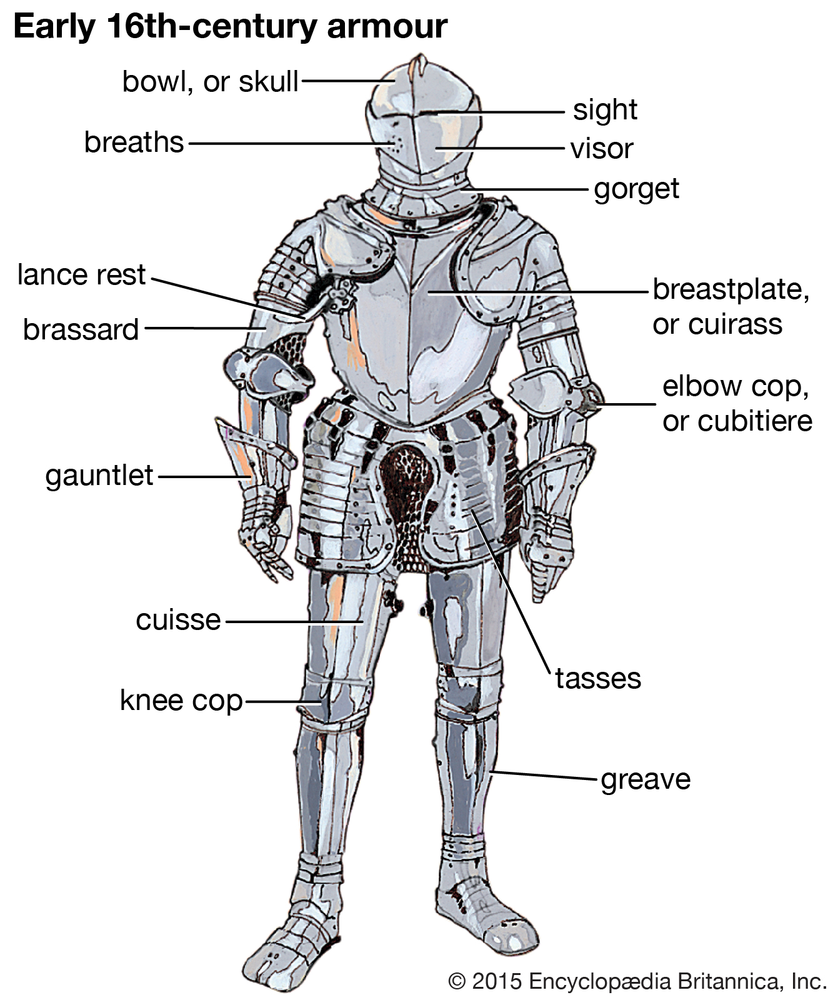 Early 16th-century armour
bowl, or skull
sight
breaths
visor
gorget
lance rest
breastplate,
or cuirass
brassard
elbow cop,
or cubitiere
gauntlet
cuisse
tasses
knee cop
greave
© 2015 Encyclopædia Britannica, Inc.